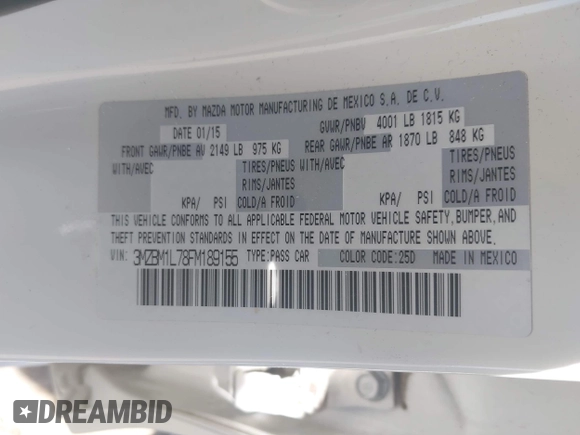 MFD. BY MAZDA MOTOR MANUFACTURING DE MEXICO S.A. DE C.V.
DATE 01/15 GVWR/PNBV 4001 LB 1815 KG
FRONT GAWR/PNBE AV 2149 LB 975 KG REAR GAWR/PNBE AR 1870 LB 848 KG
WITH/AVEC TIRES/PNEUS WITH/AVEC TIRES/PNEUS
RIMS/JANTES RIMS/JANTES
KPA/ PSI COLD/A FROID KPA/ PSI COLD/A FROID
THIS VEHICLE CONFORMS TO ALL APPLICABLE FEDERAL MOTOR VEHICLE SAFETY, BUMPER, AND
THEFT PREVENTION STANDARDS IN EFFECT ON THE DATE OF MANUFACTURE SHOWN ABOVE.
VIN: 3MZBM1L78FM189155 TYPE:PASS CAR COLOR CODE:25D MADE IN MEXICO
DREAMBID